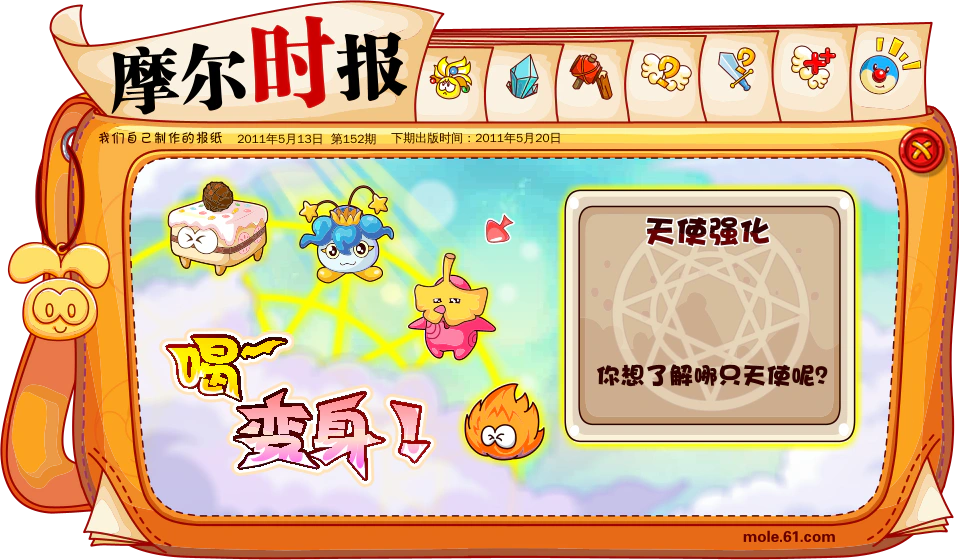 摩尔时报
我们自己制作的报纸 2011年5月13日 第152期 下期出版时间：2011年5月20日
天使强化
你想了解哪只天使呢？
喝~
变身！
mole.61.com